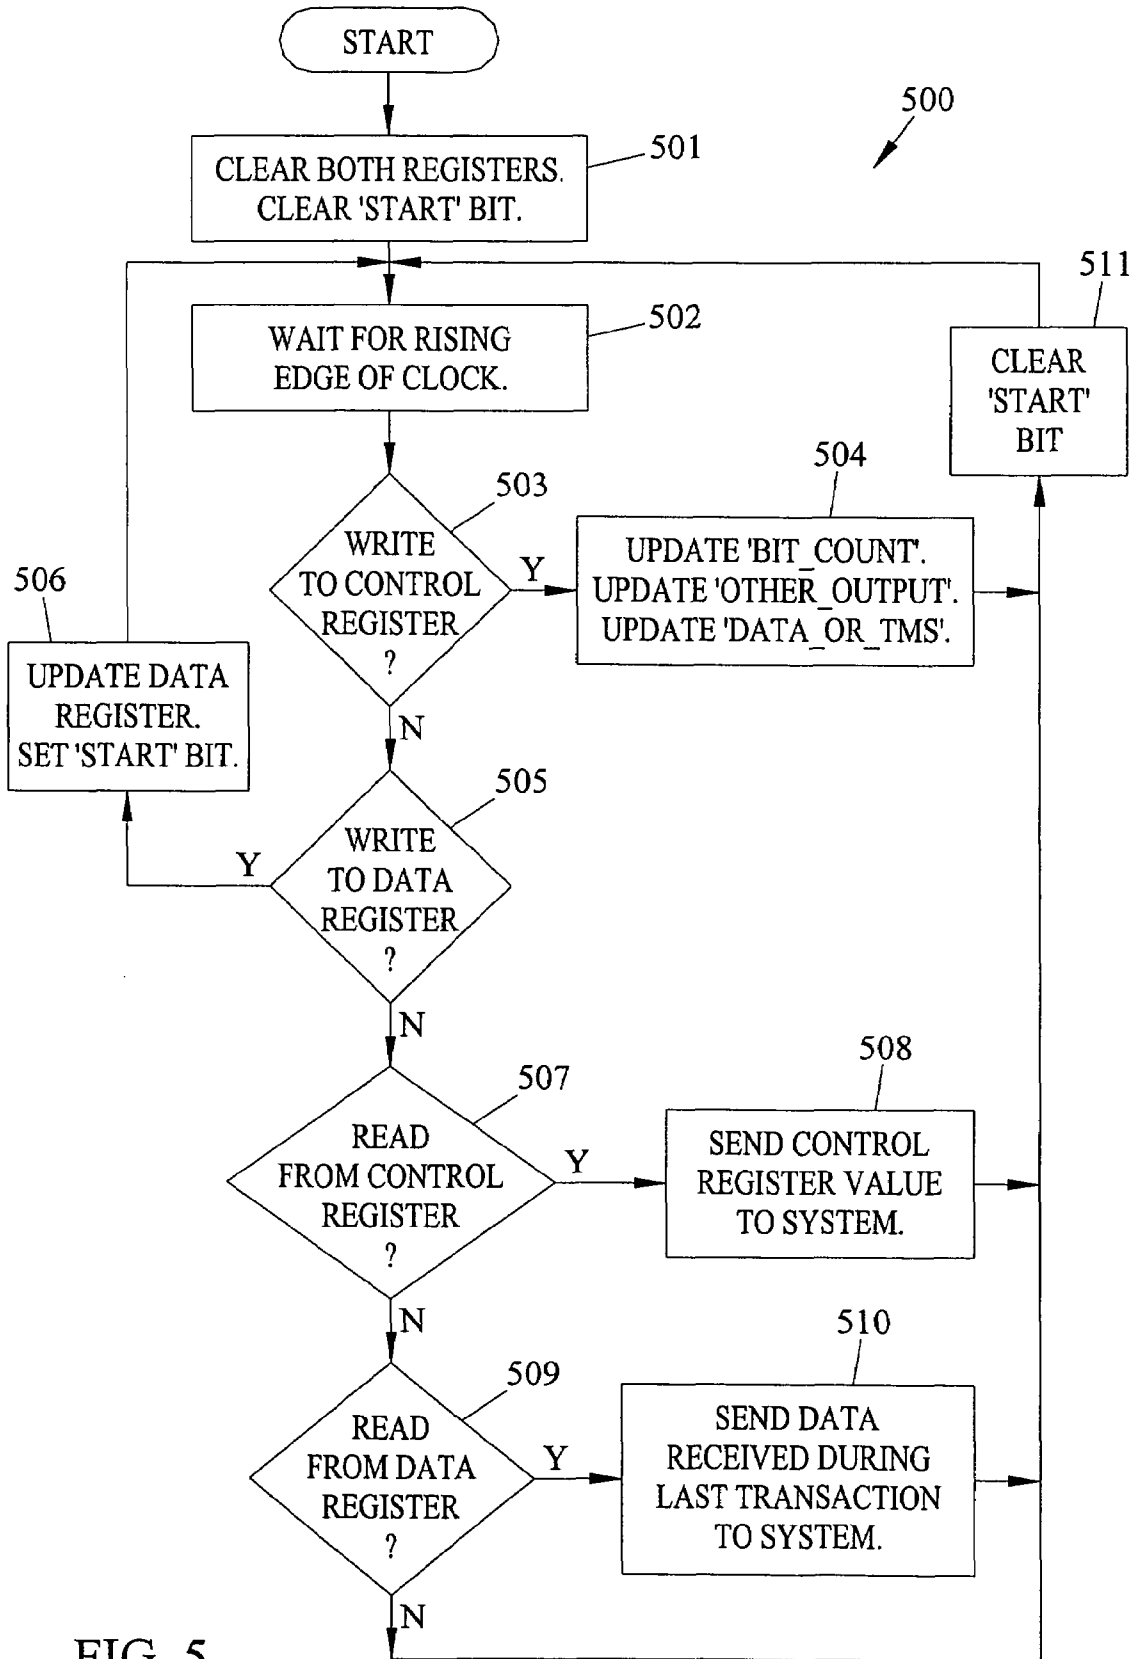 START
500
CLEAR BOTH REGISTERS.
CLEAR 'START' BIT.
501
511
WAIT FOR RISING
EDGE OF CLOCK.
502
CLEAR
'START'
BIT
503
WRITE
TO CONTROL
REGISTER
?
Y
504
UPDATE 'BIT_COUNT'.
UPDATE 'OTHER_OUTPUT'.
UPDATE 'DATA_OR_TMS'.
506
UPDATE DATA
REGISTER.
SET 'START' BIT.
N
505
WRITE
TO DATA
REGISTER
?
Y
N
507
READ
FROM CONTROL
REGISTER
?
Y
508
SEND CONTROL
REGISTER VALUE
TO SYSTEM.
N
509
READ
FROM DATA
REGISTER
?
Y
510
SEND DATA
RECEIVED DURING
LAST TRANSACTION
TO SYSTEM.
N
FIG. 5